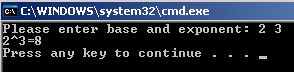 C:\WINDOWS\system32\cmd.exe
Please enter base and exponent: 2 3
2^3=8
Press any key to continue . . .